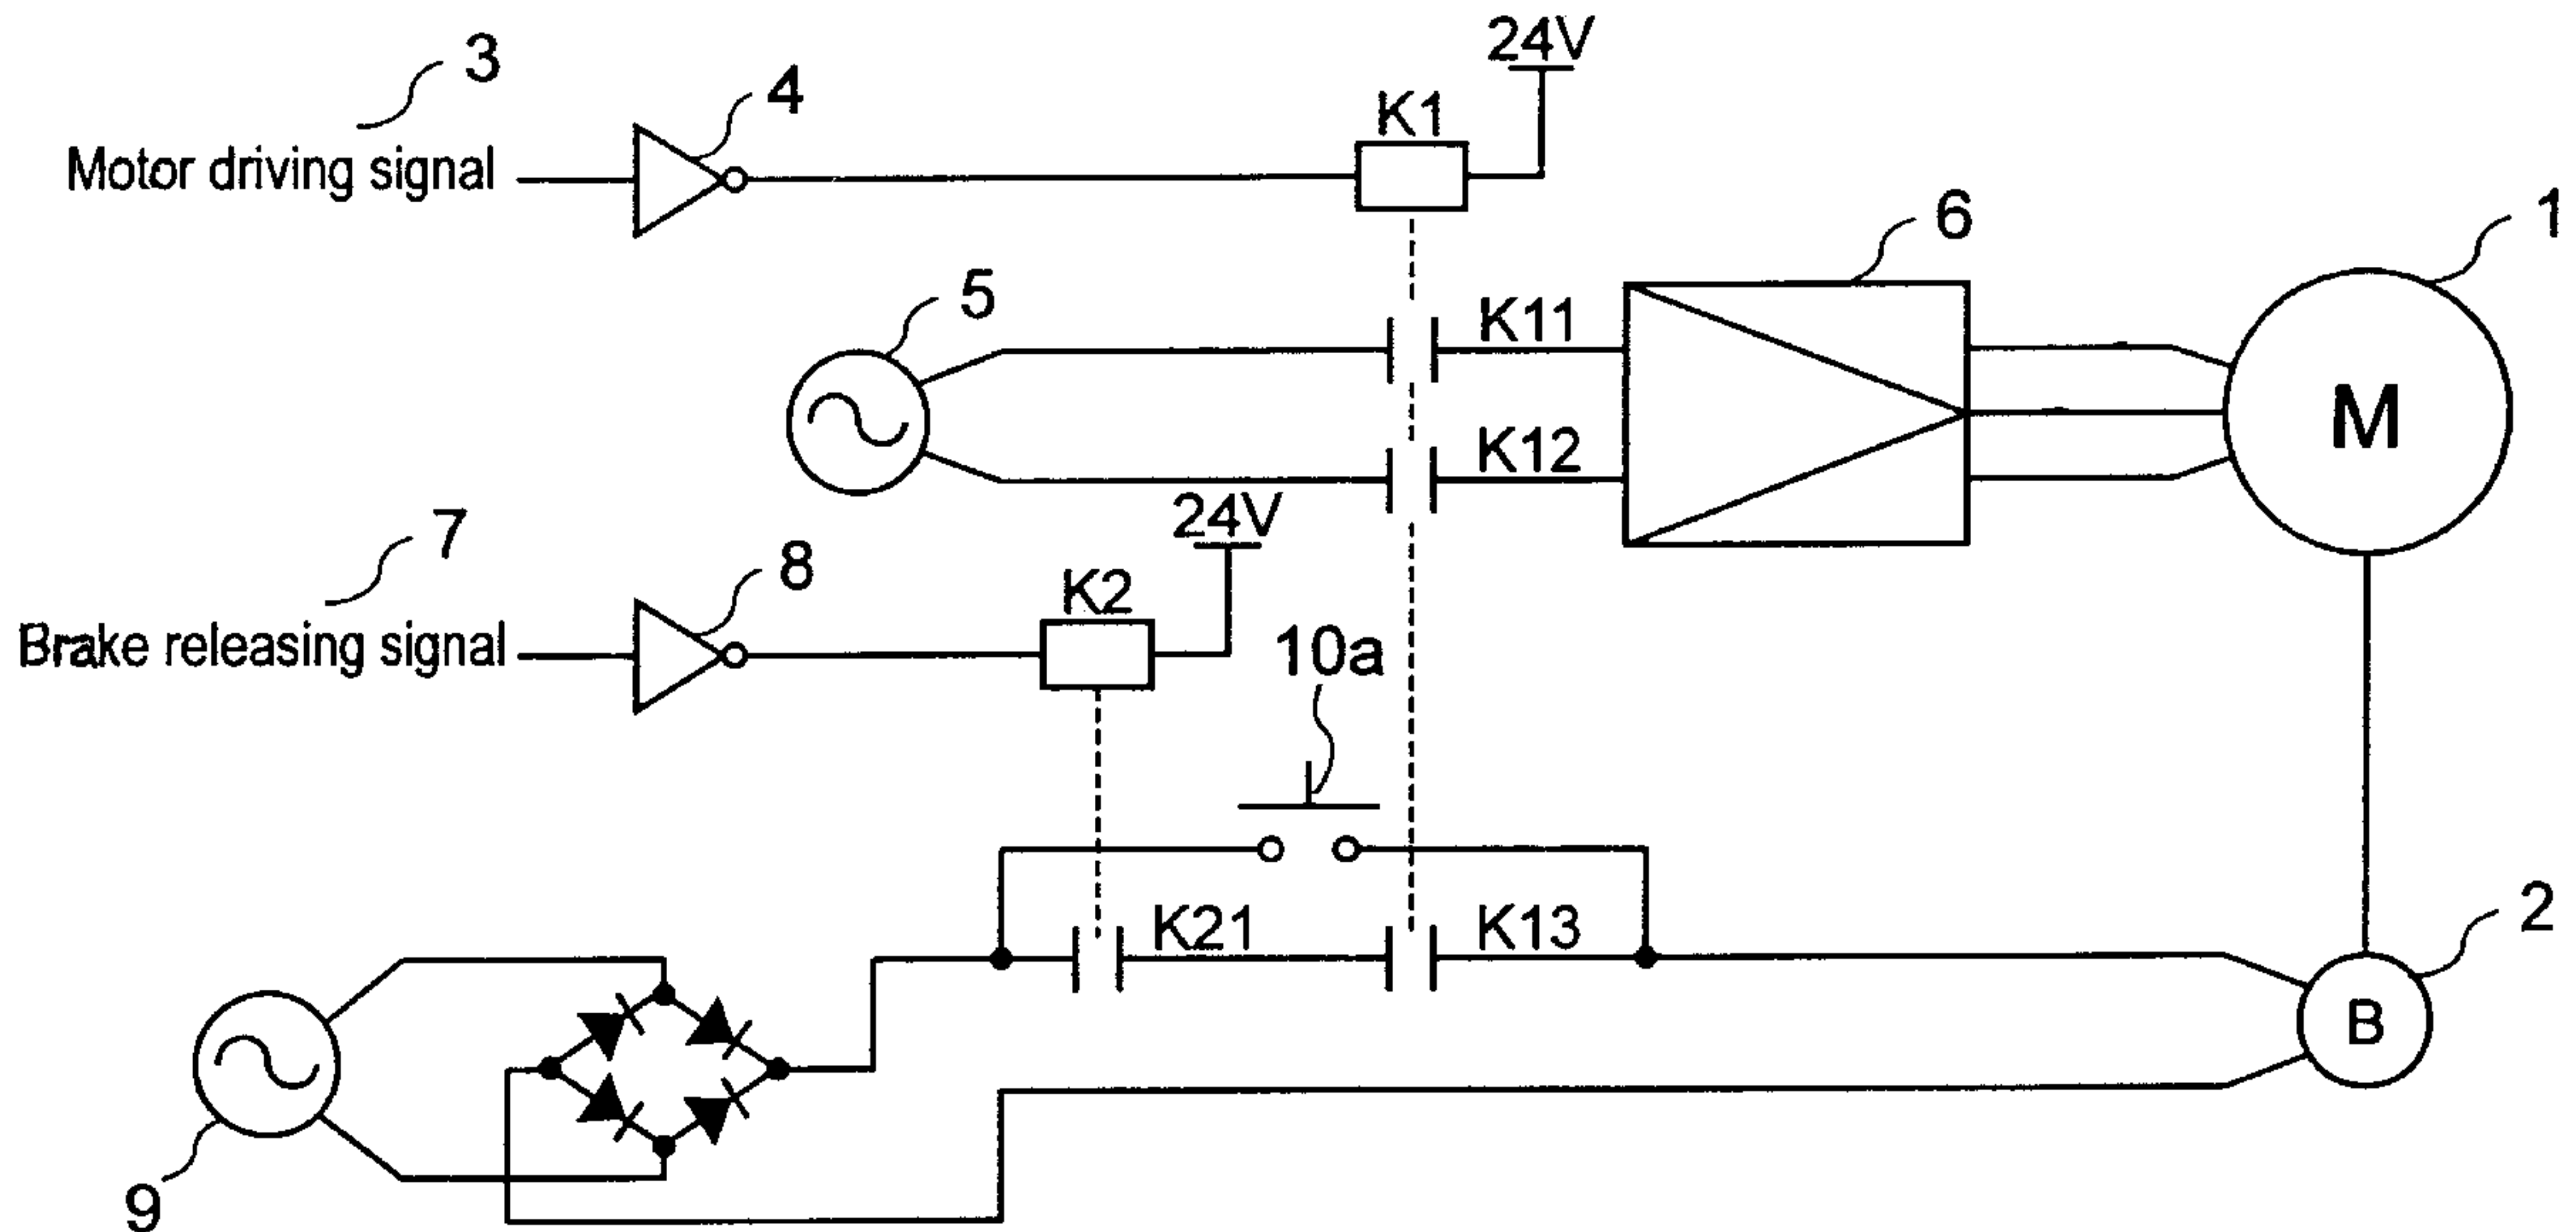 3
24V
4
K1
Motor driving signal
6
1
5
K11
M
K12
24V
7
8
K2
Brake releasing signal
10a
K21
K13
2
B
9